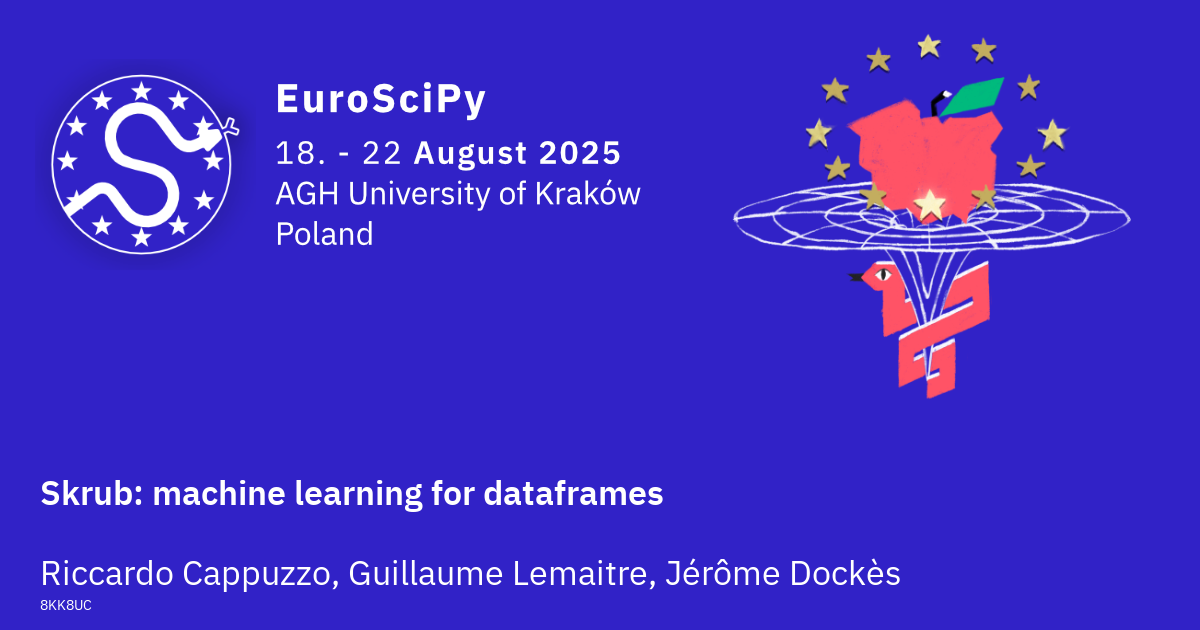 EuroSciPy
18. - 22 August 2025
AGH University of Kraków
Poland
Skrub: machine learning for dataframes
Riccardo Cappuzzo, Guillaume Lemaitre, Jérôme Dockès
8KK8UC